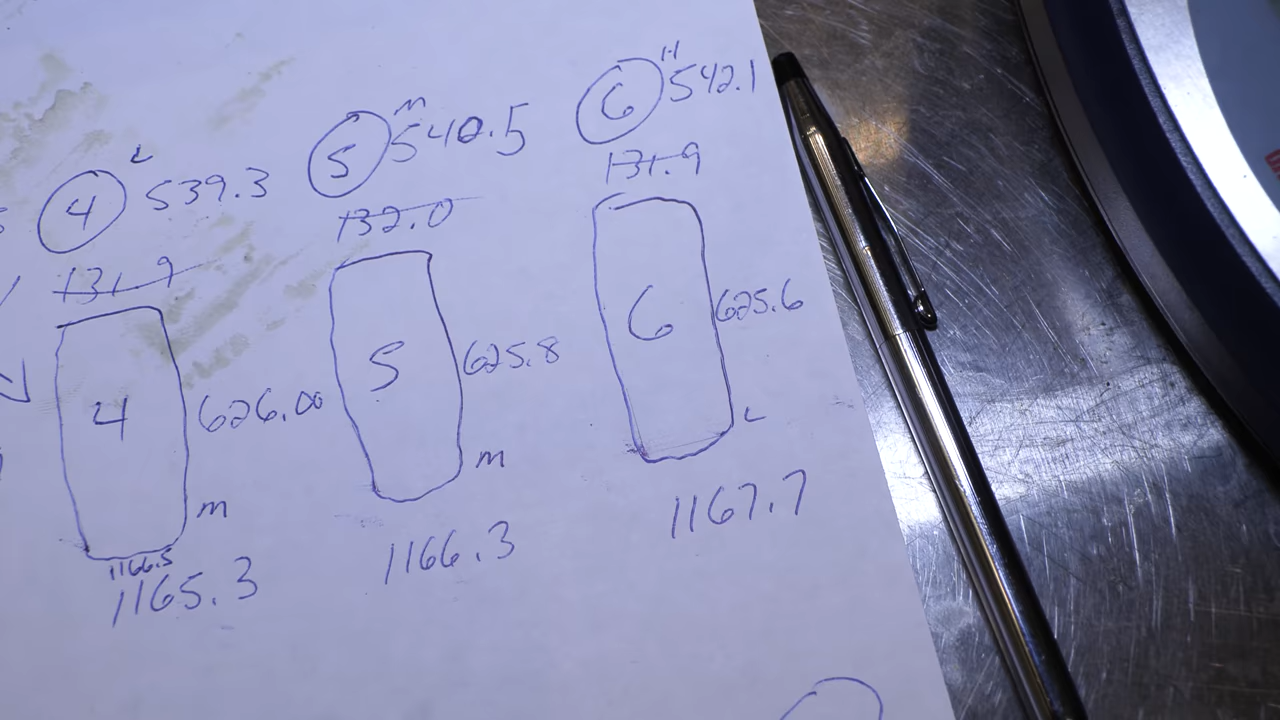 L
4 539.3
131.9
4 626.00
m
1166.5
1165.3
m
5 540.5
132.0
5 625.8
m
1166.3
H
6 542.1
131.9
6 625.6
L
1167.7